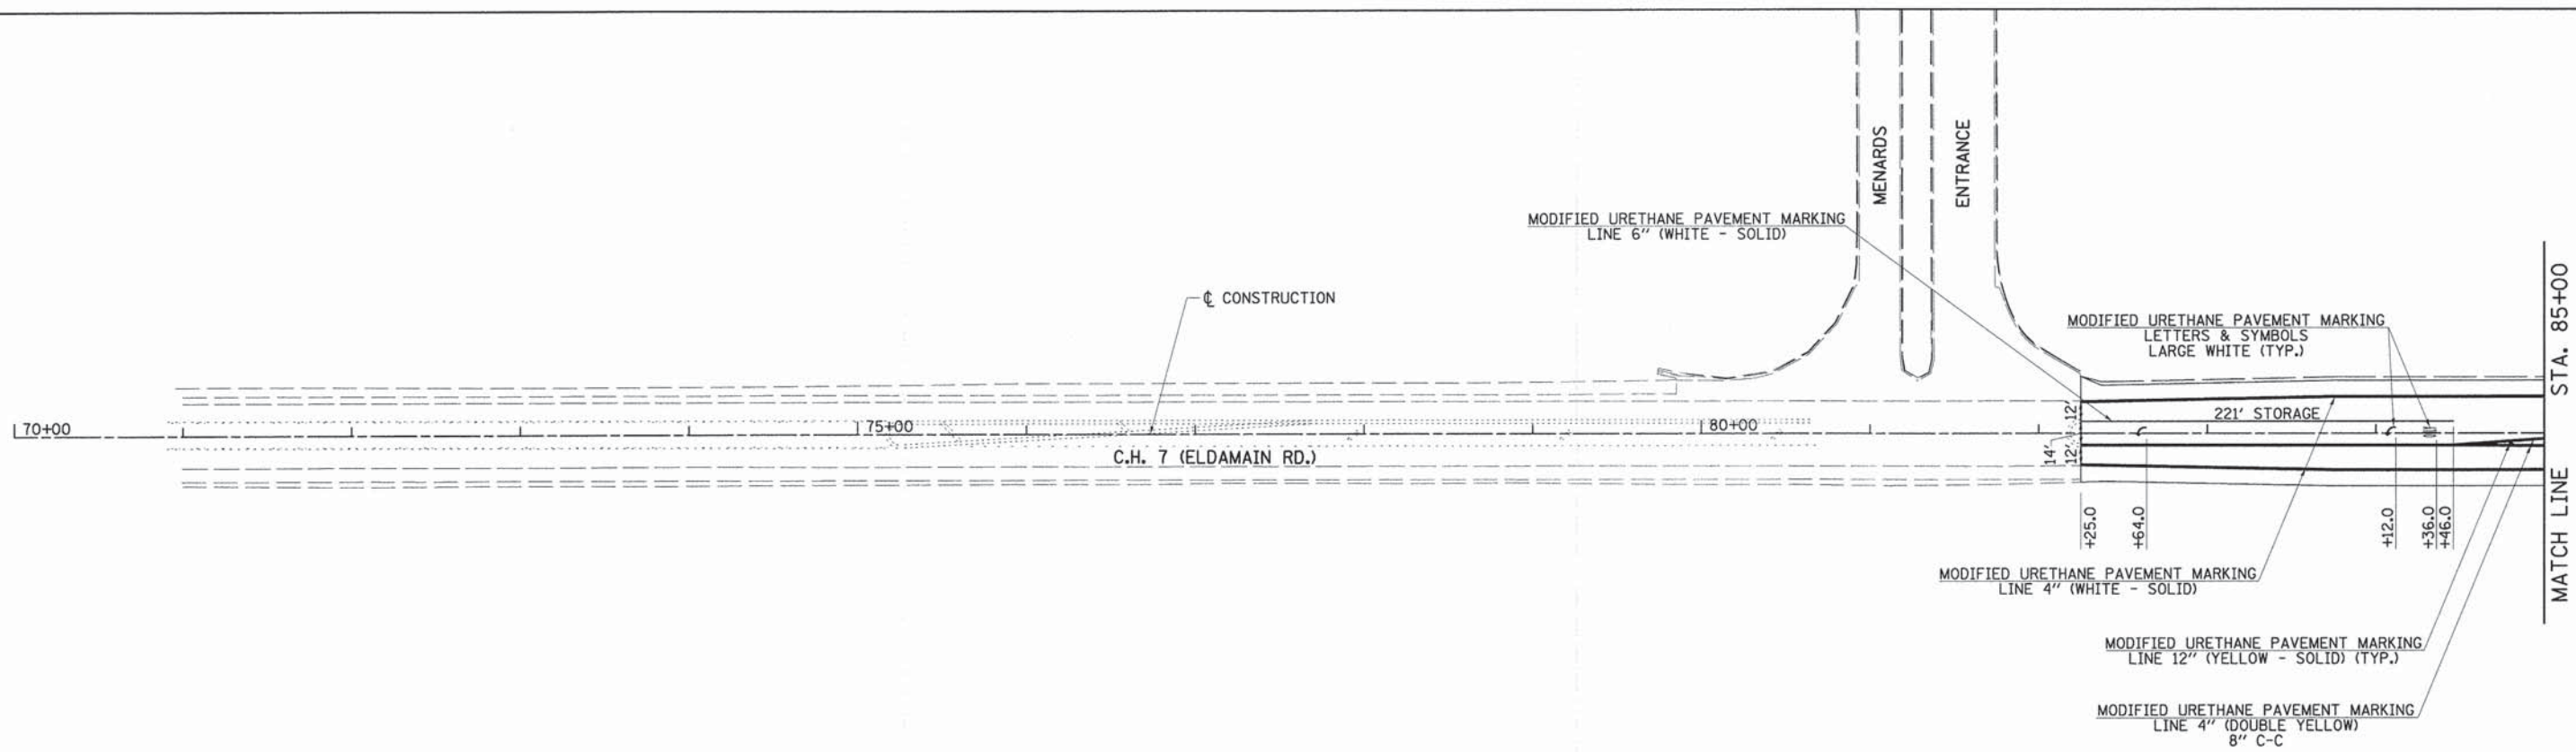 MENARDS
ENTRANCE
MODIFIED URETHANE PAVEMENT MARKING
LINE 6" (WHITE - SOLID)
℄ CONSTRUCTION
MODIFIED URETHANE PAVEMENT MARKING
LETTERS & SYMBOLS
LARGE WHITE (TYP.)
STA. 85+00
MATCH LINE
12'
221' STORAGE
70+00
75+00
80+00
C.H. 7 (ELDAMAIN RD.)
14'
12'
+25.0
+64.0
+12.0
+36.0
+46.0
MODIFIED URETHANE PAVEMENT MARKING
LINE 4" (WHITE - SOLID)
MODIFIED URETHANE PAVEMENT MARKING
LINE 12" (YELLOW - SOLID) (TYP.)
MODIFIED URETHANE PAVEMENT MARKING
LINE 4" (DOUBLE YELLOW)
8" C-C